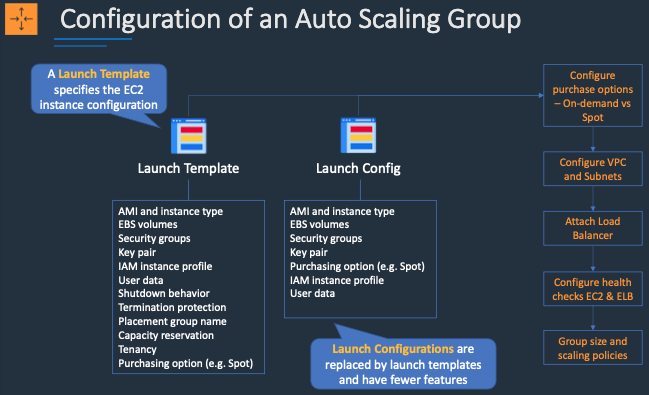 Configuration of an Auto Scaling Group
A Launch Template
specifies the EC2
instance configuration
Launch Template
AMI and instance type
EBS volumes
Security groups
Key pair
IAM instance profile
User data
Shutdown behavior
Termination protection
Placement group name
Capacity reservation
Tenancy
Purchasing option (e.g. Spot)
Launch Config
AMI and instance type
EBS volumes
Security groups
Key pair
Purchasing option (e.g. Spot)
IAM instance profile
User data
Launch Configurations are
replaced by launch templates
and have fewer features
Configure
purchase options
– On-demand vs
Spot
Configure VPC
and Subnets
Attach Load
Balancer
Configure health
checks EC2 & ELB
Group size and
scaling policies